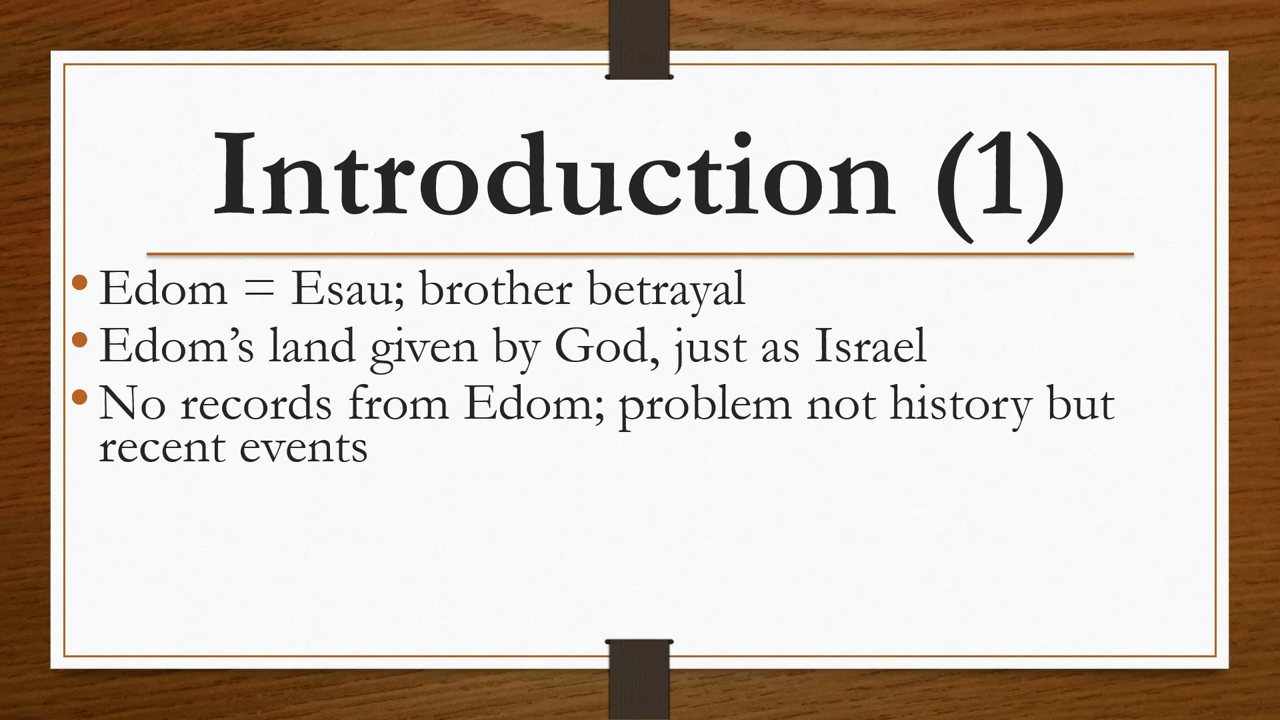 Introduction (1)
• Edom = Esau; brother betrayal
• Edom’s land given by God, just as Israel
• No records from Edom; problem not history but
recent events